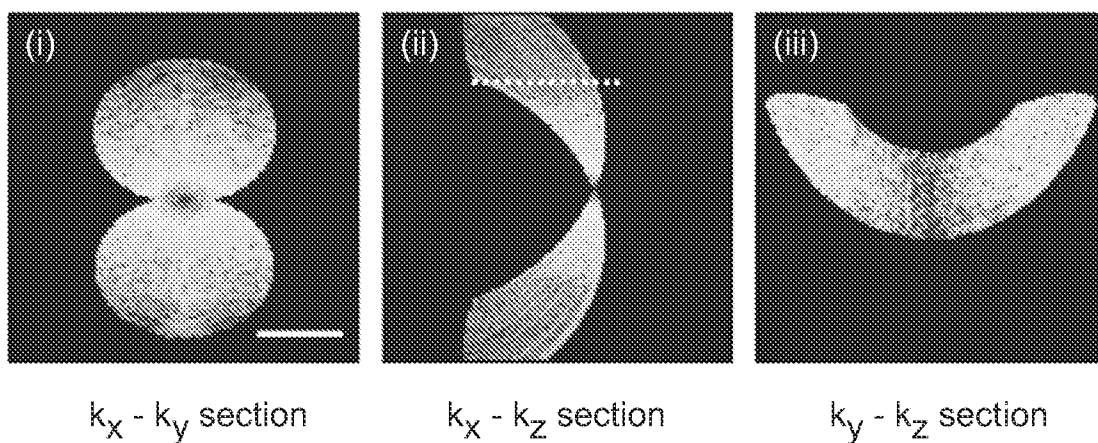 (i)
(ii)
(iii)
kx - ky section
kx - kz section
ky - kz section